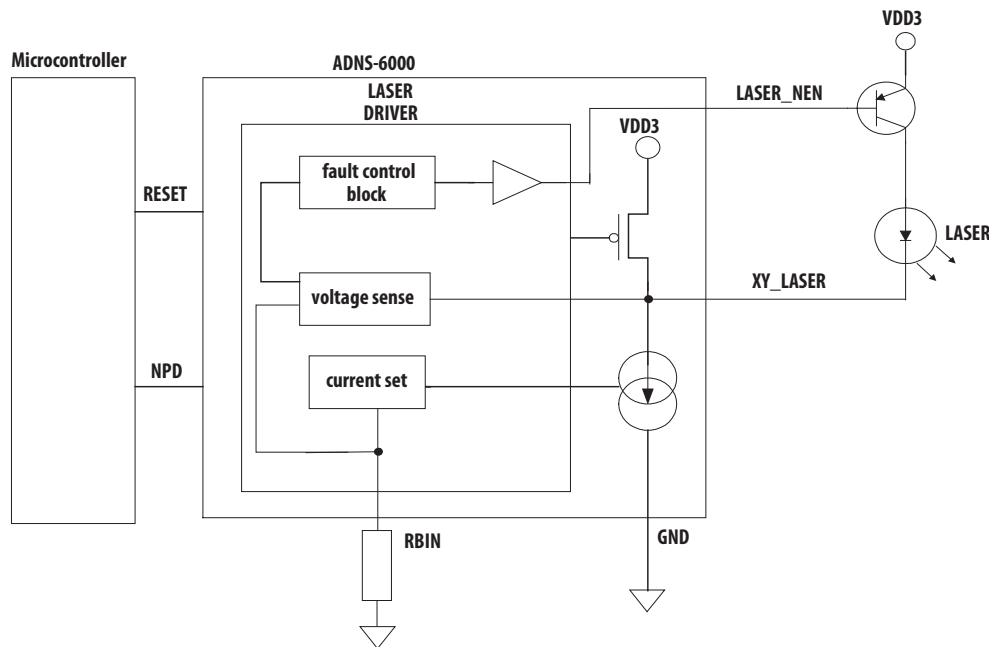 VDD3
Microcontroller
ADNS-6000
LASER
DRIVER
LASER_NEN
VDD3
fault control
block
RESET
LASER
voltage sense
XY_LASER
NPD
current set
RBIN
GND